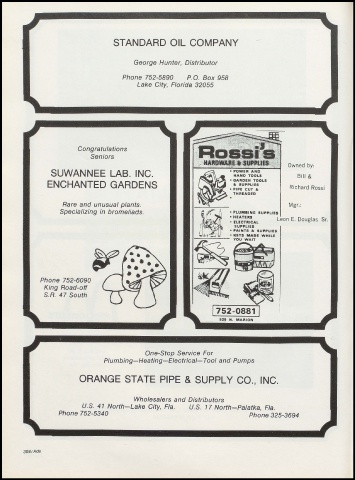 STANDARD OIL COMPANY
George Hunter, Distributor
Phone 752-5890 P.O. Box 958
Lake City, Florida 32055
Congratulations
Seniors
SUWANNEE LAB. INC.
ENCHANTED GARDENS
Rare and unusual plants.
Specializing in bromeliads.
Phone 752-6090
King Road-off
S.R. 47 South
Rossi's
HARDWARE & SUPPLIES
• POWER AND
HAND TOOLS
• GARDEN TOOLS
& SUPPLIES
• PIPE CUT &
THREADED
• PLUMBING SUPPLIES
• HEATERS
• ELECTRICAL
SUPPLIES
• PAINTS & SUPPLIES
• KEYS MADE WHILE
YOU WAIT
752-0881
N. MARION
Owned by:
Bill &
Richard Rossi
Mgr.:
Leon E. Douglas Sr.
One-Stop Service For
Plumbing—Heating—Electrical—Tool and Pumps
ORANGE STATE PIPE & SUPPLY CO., INC.
Wholesalers and Distributors
U.S. 41 North—Lake City, Fla. U.S. 17 North—Palatka, Fla.
Phone 752-5340 Phone 325-3694